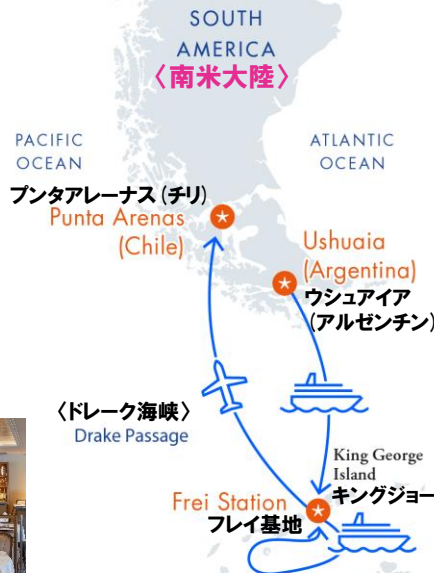 SOUTH
AMERICA
〈南米大陸〉
PACIFIC
OCEAN
ATLANTIC
OCEAN
プンタアレーナス（チリ）
Punta Arenas
(Chile)
Ushuaia
(Argentina)
ウシュアイア
（アルゼンチン）
〈ドレーク海峡〉
Drake Passage
King George
Island
キングジョー
Frei Station
フレイ基地